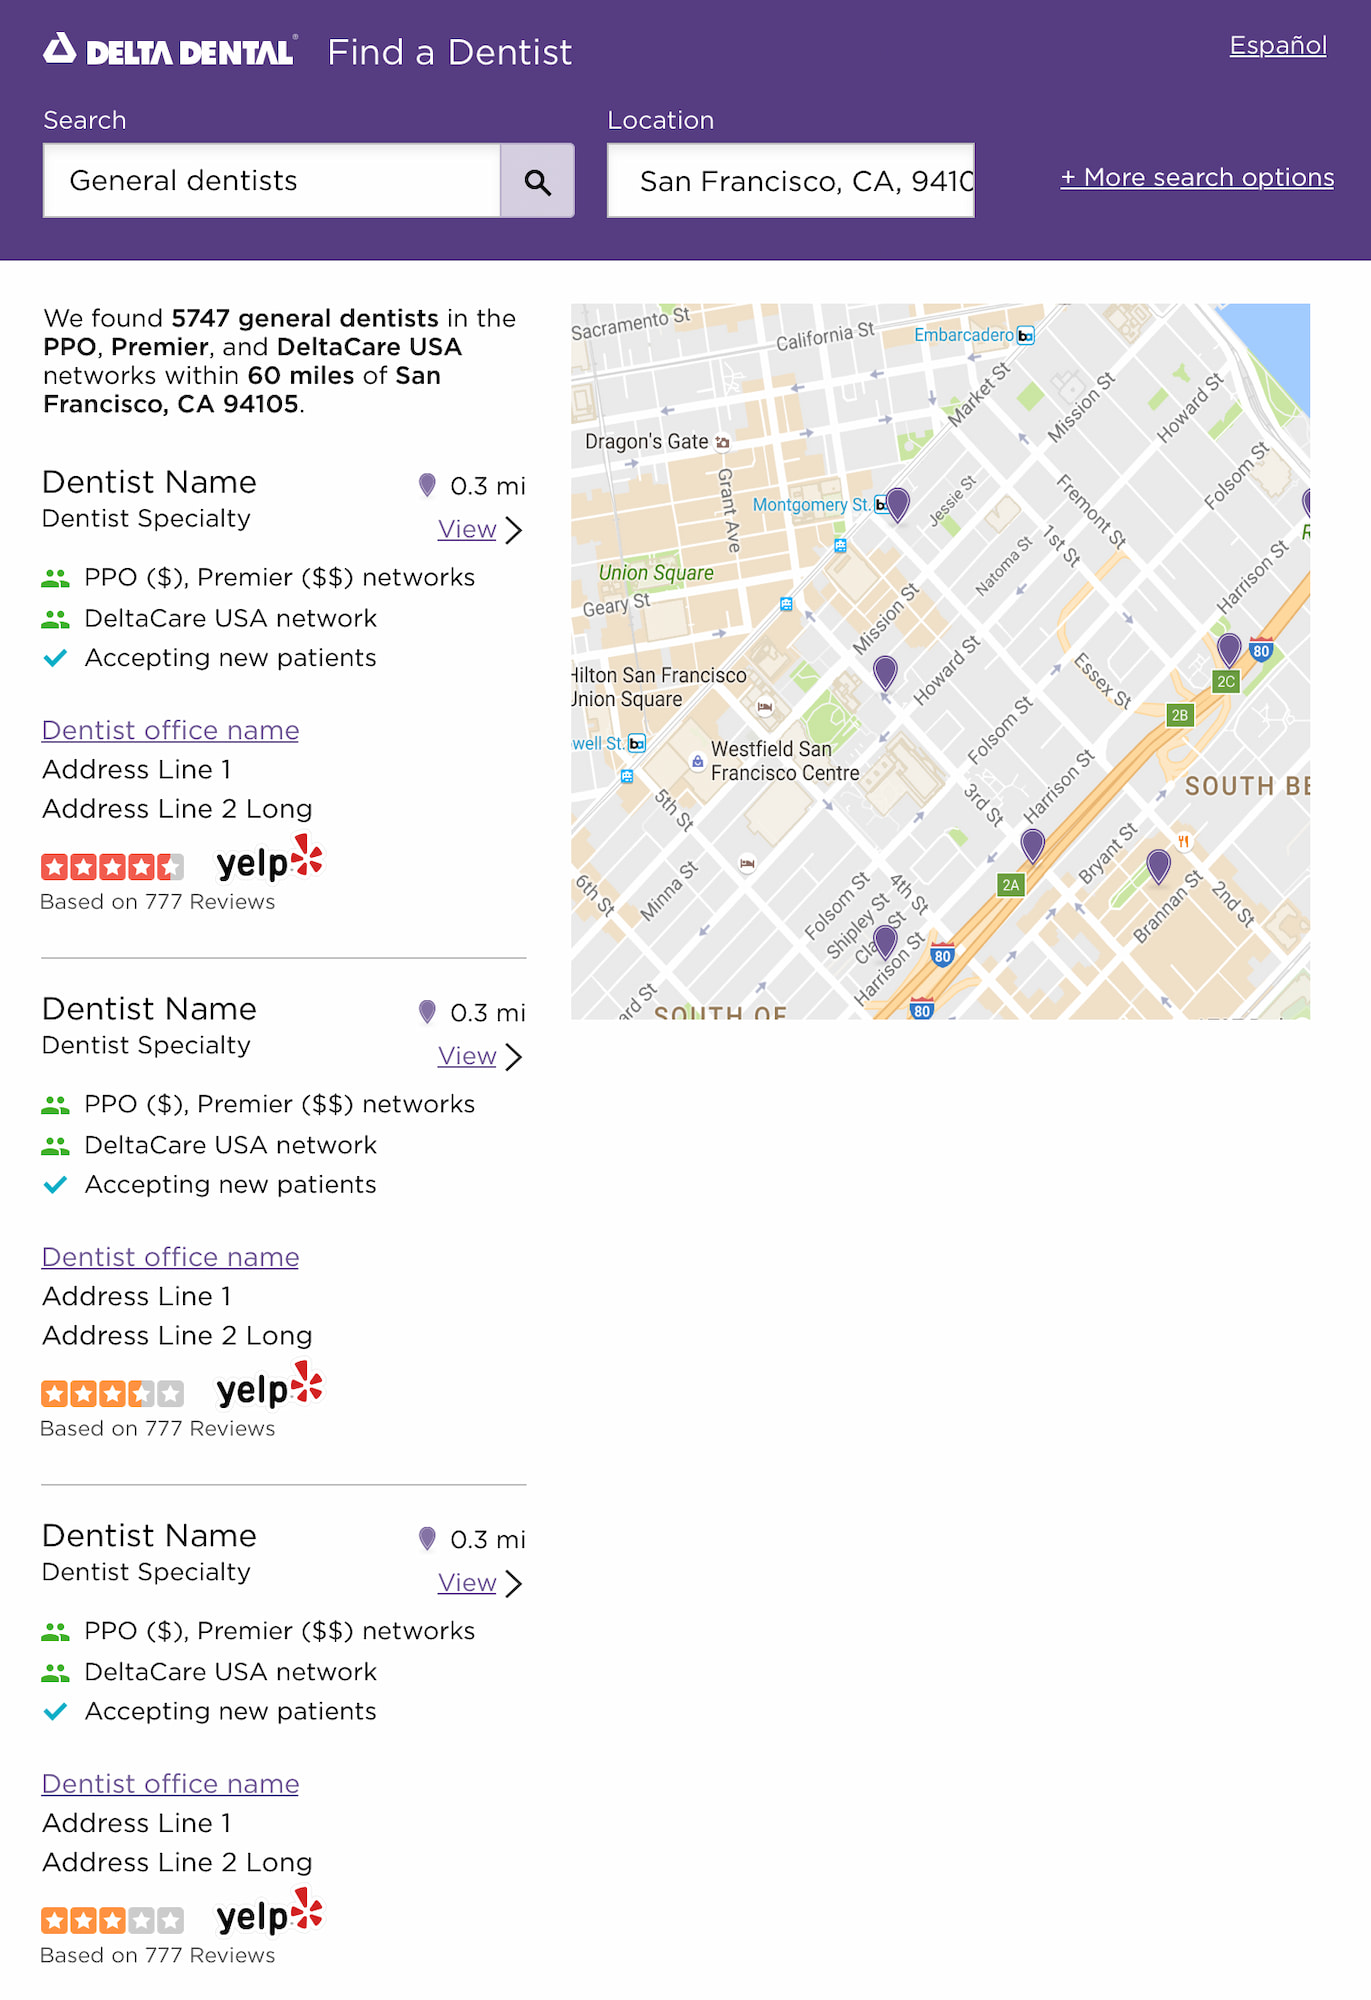 DELTA DENTAL® Find a Dentist
Español
Search
Location
General dentists
San Francisco, CA, 9410
+ More search options
We found 5747 general dentists in the
PPO, Premier, and DeltaCare USA
networks within 60 miles of San
Francisco, CA 94105.
Dentist Name
0.3 mi
Dentist Specialty
View
PPO ($), Premier ($$) networks
DeltaCare USA network
Accepting new patients
Dentist office name
Address Line 1
Address Line 2 Long
yelp
Based on 777 Reviews
Dentist Name
0.3 mi
Dentist Specialty
View
PPO ($), Premier ($$) networks
DeltaCare USA network
Accepting new patients
Dentist office name
Address Line 1
Address Line 2 Long
yelp
Based on 777 Reviews
Dentist Name
0.3 mi
Dentist Specialty
View
PPO ($), Premier ($$) networks
DeltaCare USA network
Accepting new patients
Dentist office name
Address Line 1
Address Line 2 Long
yelp
Based on 777 Reviews
Sacramento St
California St
Embarcadero
ba
Market St
Mission St
Howard St
Dragon's Gate
Grant Ave
Folsom St
Montgomery St.
Jessie St
Fremont St
1st St
Natoma St
Harrison St
R
Union Square
Geary St
Mission St
Howard St
80
Essex St
2C
Hilton San Francisco
Union Square
2B
Folsom St
well St.
ba
Westfield San
Francisco Centre
Harrison St
SOUTH BE
5th St
3rd St
Bryant St
2A
Minna St
6th St
Folsom St
4th St
Shipley St
Brannan St
2nd St
Harrison St
80
ard St
SOUTH OF
80